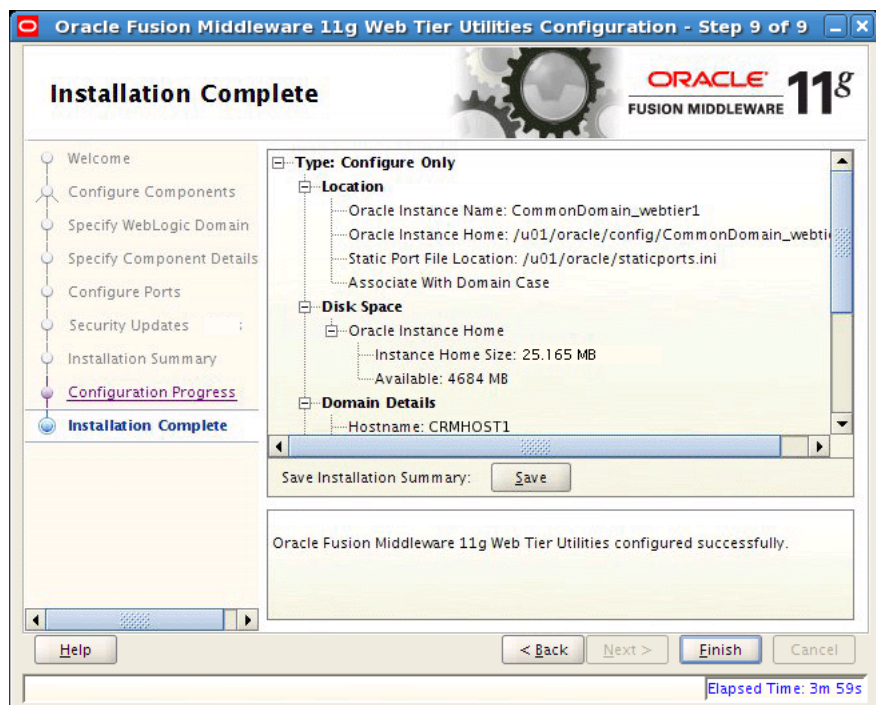 Oracle Fusion Middleware 11g Web Tier Utilities Configuration - Step 9 of 9
Installation Complete
ORACLE
FUSION MIDDLEWARE
11g
Welcome
Configure Components
Specify WebLogic Domain
Specify Component Details
Configure Ports
Security Updates
Installation Summary
Configuration Progress
Installation Complete
Type: Configure Only
Location
Oracle Instance Name: CommonDomain_webtier1
Oracle Instance Home: /u01/oracle/config/CommonDomain_webti
Static Port File Location: /u01/oracle/staticports.ini
Associate With Domain Case
Disk Space
Oracle Instance Home
Instance Home Size: 25.165 MB
Available: 4684 MB
Domain Details
Hostname: CRMHOST1
Save Installation Summary: Save
Oracle Fusion Middleware 11g Web Tier Utilities configured successfully.
Help < Back Next > Finish Cancel
Elapsed Time: 3m 59s